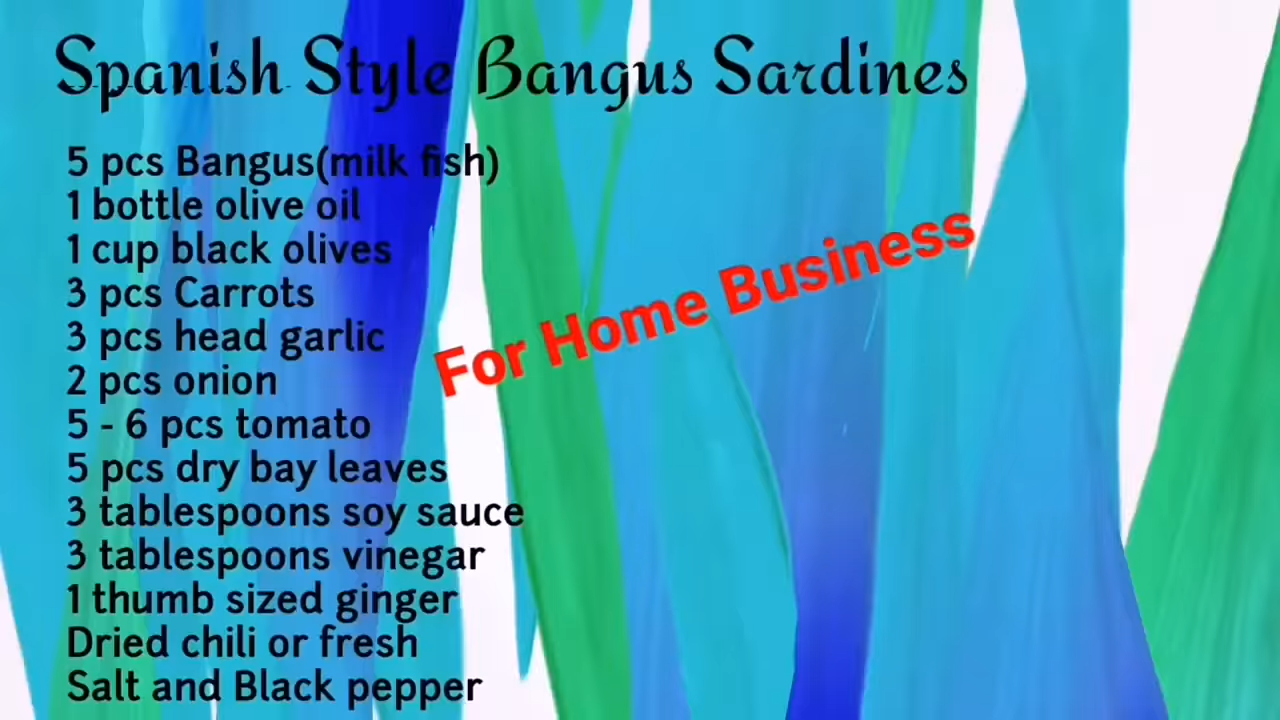 Spanish Style Bangus Sardines
5 pcs Bangus(milk fish)
1 bottle olive oil
1 cup black olives
3 pcs Carrots
3 pcs head garlic
2 pcs onion
5 - 6 pcs tomato
5 pcs dry bay leaves
3 tablespoons soy sauce
3 tablespoons vinegar
1 thumb sized ginger
Dried chili or fresh
Salt and Black pepper
For Home Business